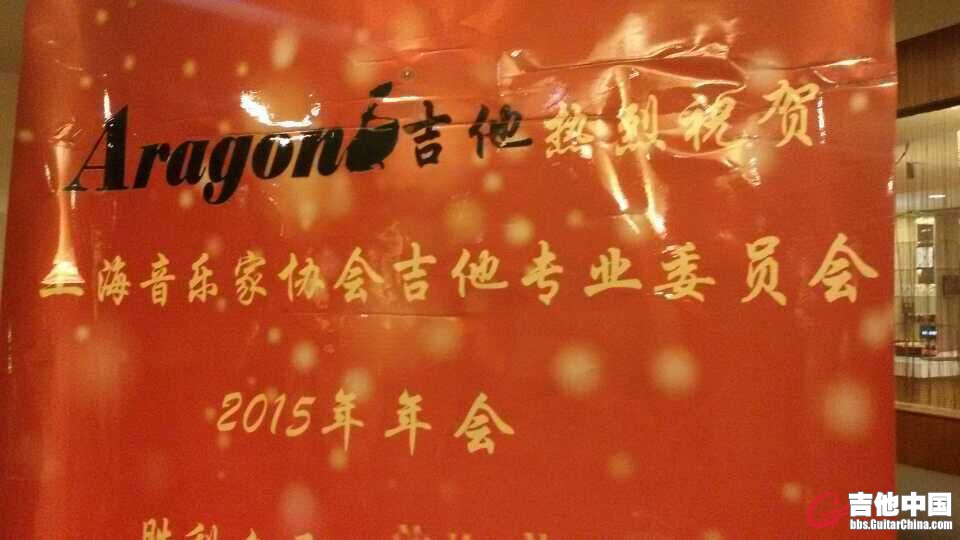 Aragon吉他热烈祝贺
上海音乐家协会吉他专业委员会
2015年年会
胜利
吉他中国
bbs.GuitarChina.com